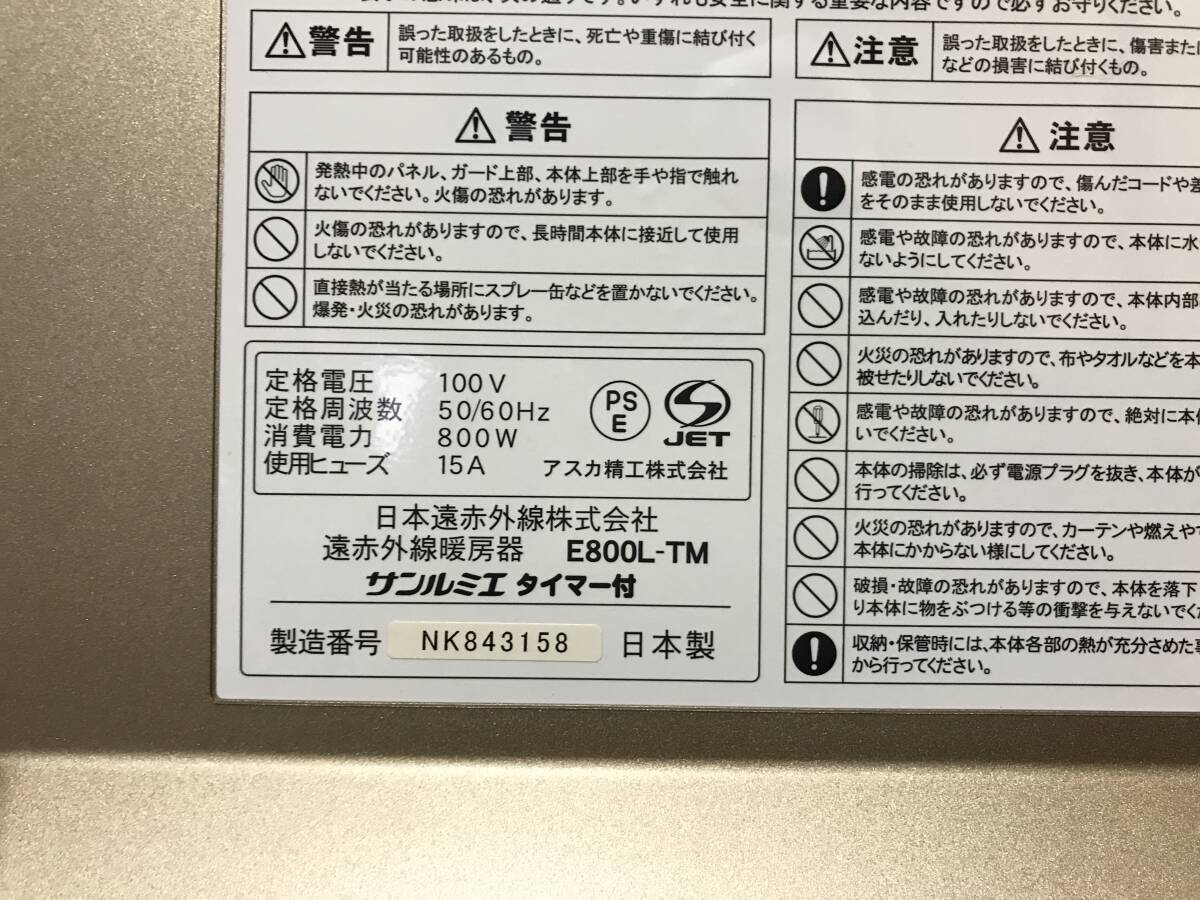 警告
誤った取扱をしたときに、死亡や重傷に結び付く
可能性のあるもの。
注意
誤った取扱をしたときに、傷害または
などの損害に結び付くもの。
警告
発熱中のパネル、ガード上部、本体上部を手や指で触れ
ないでください。火傷の恐れがあります。
火傷の恐れがありますので、長時間本体に接近して使用
しないでください。
直接熱が当たる場所にスプレー缶などを置かないでください。
爆発・火災の恐れがあります。
定格電圧 100V
定格周波数 50/60Hz
消費電力 800W
使用ヒューズ 15A
PS
E
JET
アスカ精工株式会社
日本遠赤外線株式会社
遠赤外線暖房器 E800L-TM
サンルミエ タイマー付
製造番号 NK843158 日本製
注意
感電の恐れがありますので、傷んだコードや差
をそのまま使用しないでください。
感電や故障の恐れがありますので、本体に水
ないようにしてください。
感電や故障の恐れがありますので、本体内部
込んだり、入れたりしないでください。
火災の恐れがありますので、布やタオルなどを本
被せたりしないでください。
感電や故障の恐れがありますので、絶対に本体
いでください。
本体の掃除は、必ず電源プラグを抜き、本体が
行ってください。
火災の恐れがありますので、カーテンや燃えや
本体にかからない様にしてください。
破損・故障の恐れがありますので、本体を落下
り本体に物をぶつける等の衝撃を与えないでくだ
収納・保管時には、本体各部の熱が充分さめた事
から行ってください。